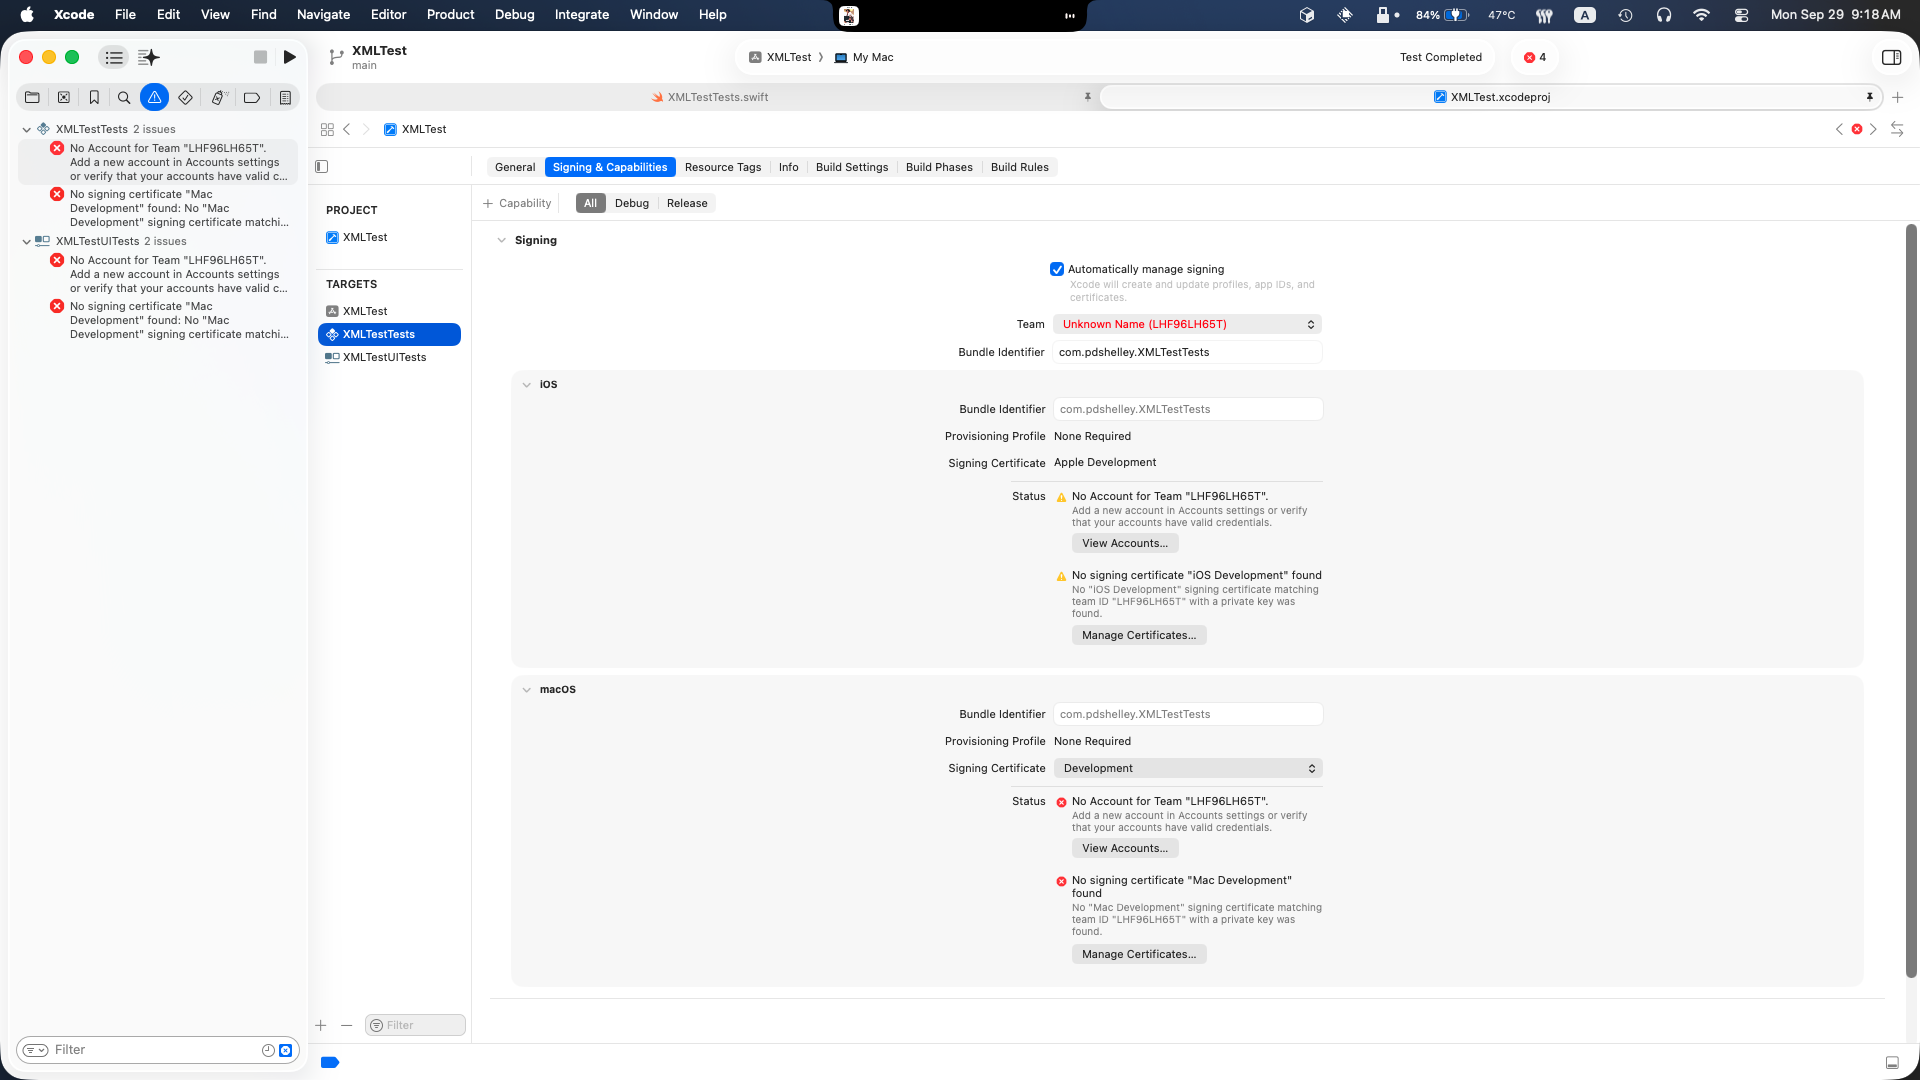 Xcode File Edit View Find Navigate Editor Product Debug Integrate Window Help
84% 47°C A Mon Sep 29 9:18 AM
XMLTest
main
XMLTest My Mac
Test Completed
4
XMLTestTests.swift
XMLTest.xcodeproj
XMLTestTests 2 issues
No Account for Team "LHF96LH65T".
Add a new account in Accounts settings
or verify that your accounts have valid c...
No signing certificate "Mac
Development" found: No "Mac
Development" signing certificate matchi...
XMLTestUITests 2 issues
No Account for Team "LHF96LH65T".
Add a new account in Accounts settings
or verify that your accounts have valid c...
No signing certificate "Mac
Development" found: No "Mac
Development" signing certificate matchi...
Filter
XMLTest
General Signing & Capabilities Resource Tags Info Build Settings Build Phases Build Rules
PROJECT
XMLTest
TARGETS
XMLTest
XMLTestTests
XMLTestUITests
Filter
+ Capability All Debug Release
Signing
Automatically manage signing
Xcode will create and update profiles, app IDs, and
certificates.
Team Unknown Name (LHF96LH65T)
Bundle Identifier com.pdshelley.XMLTestTests
iOS
Bundle Identifier com.pdshelley.XMLTestTests
Provisioning Profile None Required
Signing Certificate Apple Development
Status No Account for Team "LHF96LH65T".
Add a new account in Accounts settings or verify
that your accounts have valid credentials.
View Accounts...
No signing certificate "iOS Development" found
No "iOS Development" signing certificate matching
team ID "LHF96LH65T" with a private key was
found.
Manage Certificates...
macOS
Bundle Identifier com.pdshelley.XMLTestTests
Provisioning Profile None Required
Signing Certificate Development
Status No Account for Team "LHF96LH65T".
Add a new account in Accounts settings or verify
that your accounts have valid credentials.
View Accounts...
No signing certificate "Mac Development"
found
No "Mac Development" signing certificate matching
team ID "LHF96LH65T" with a private key was
found.
Manage Certificates...